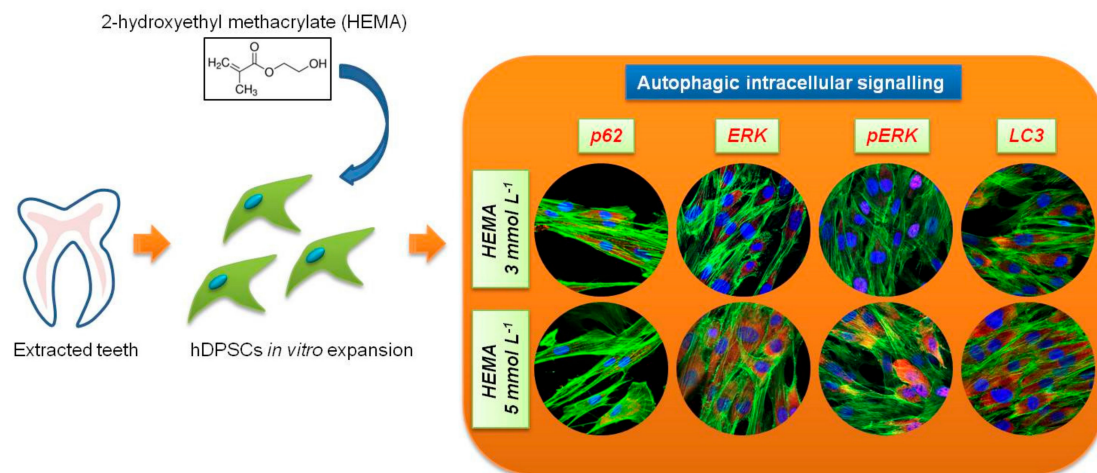 2-hydroxyethyl methacrylate (HEMA)
H₂C
O
O
OH
CH₃
Extracted teeth
hDPSCs in vitro expansion
Autophagic intracellular signalling
p62 ERK pERK LC3
HEMA
3 mmol L⁻¹
HEMA
5 mmol L⁻¹